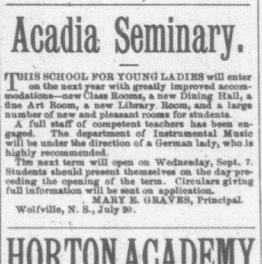 Acadia Seminary.
THIS SCHOOL FOR YOUNG LADIES will enter
on the next year with greatly improved accom-
modations—new Class Rooms, a new Dining Hall, a
fine Art Room, a new Library Room, and a large
number of new and pleasant rooms for students.
A full staff of competent teachers has been en-
gaged. The department of Instrumental Music
will be under the direction of a German lady, who is
highly recommended.
The next term will open on Wednesday, Sept. 7.
Students should present themselves on the day pre-
ceding the opening of the term. Circulars giving
full information will be sent on application.
MARY E. GRAVES, Principal.
Wolfville, N. S., July 20.
HORTON ACADEMY